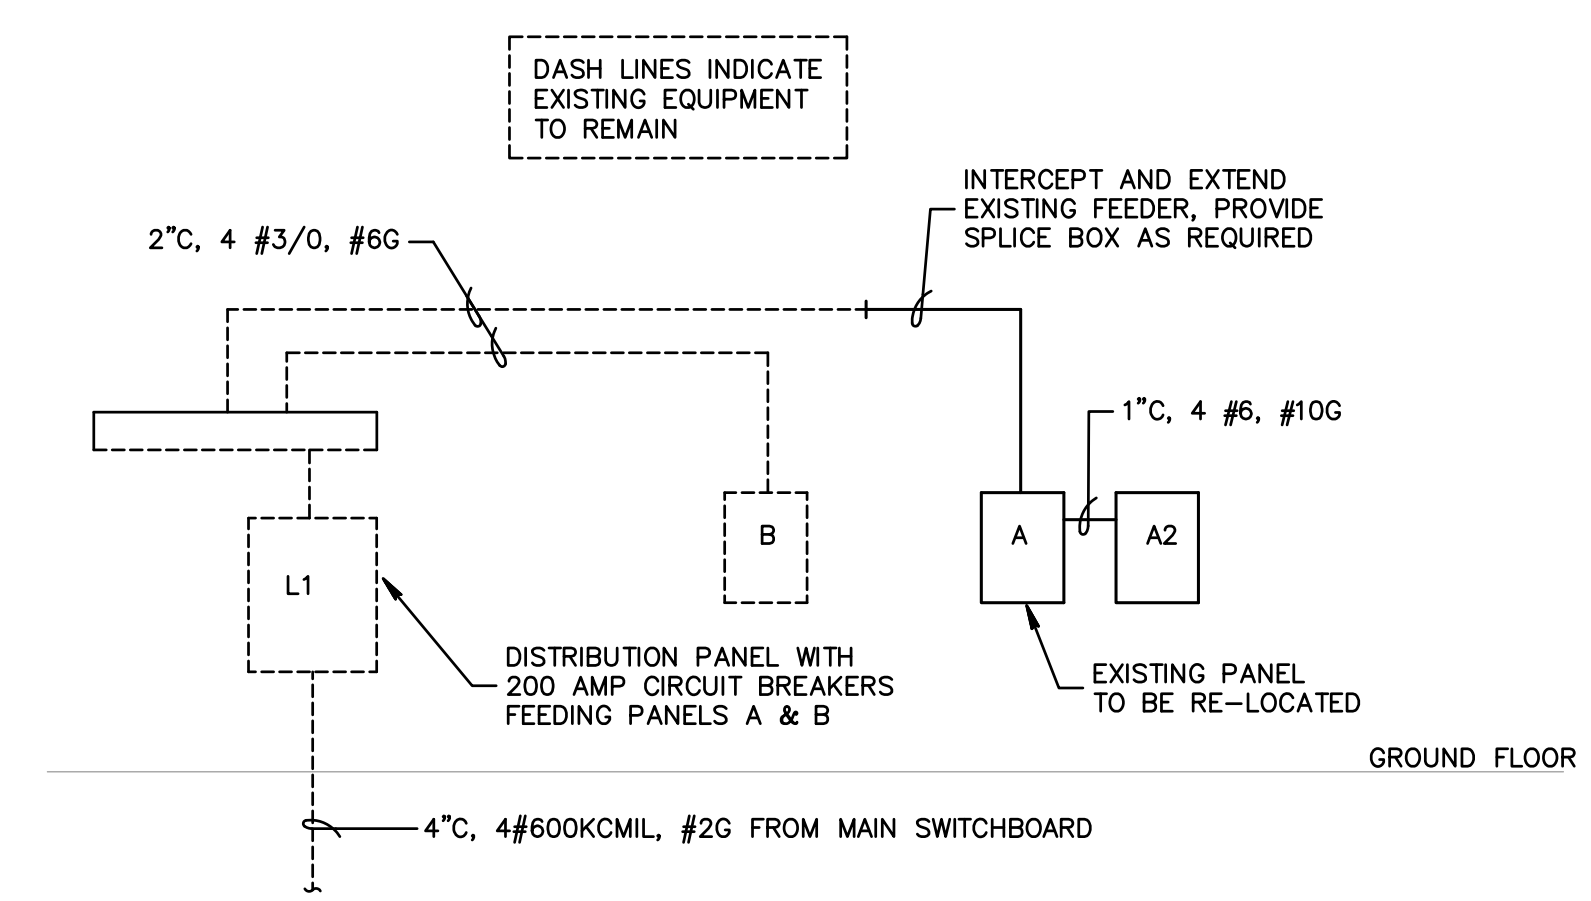 DASH LINES INDICATE
EXISTING EQUIPMENT
TO REMAIN
INTERCEPT AND EXTEND
EXISTING FEEDER, PROVIDE
SPLICE BOX AS REQUIRED
2"C, 4 #3/0, #6G
1"C, 4 #6, #10G
B
A
A2
L1
DISTRIBUTION PANEL WITH
200 AMP CIRCUIT BREAKERS
FEEDING PANELS A & B
EXISTING PANEL
TO BE RE-LOCATED
GROUND FLOOR
4"C, 4#600KCMIL, #2G FROM MAIN SWITCHBOARD